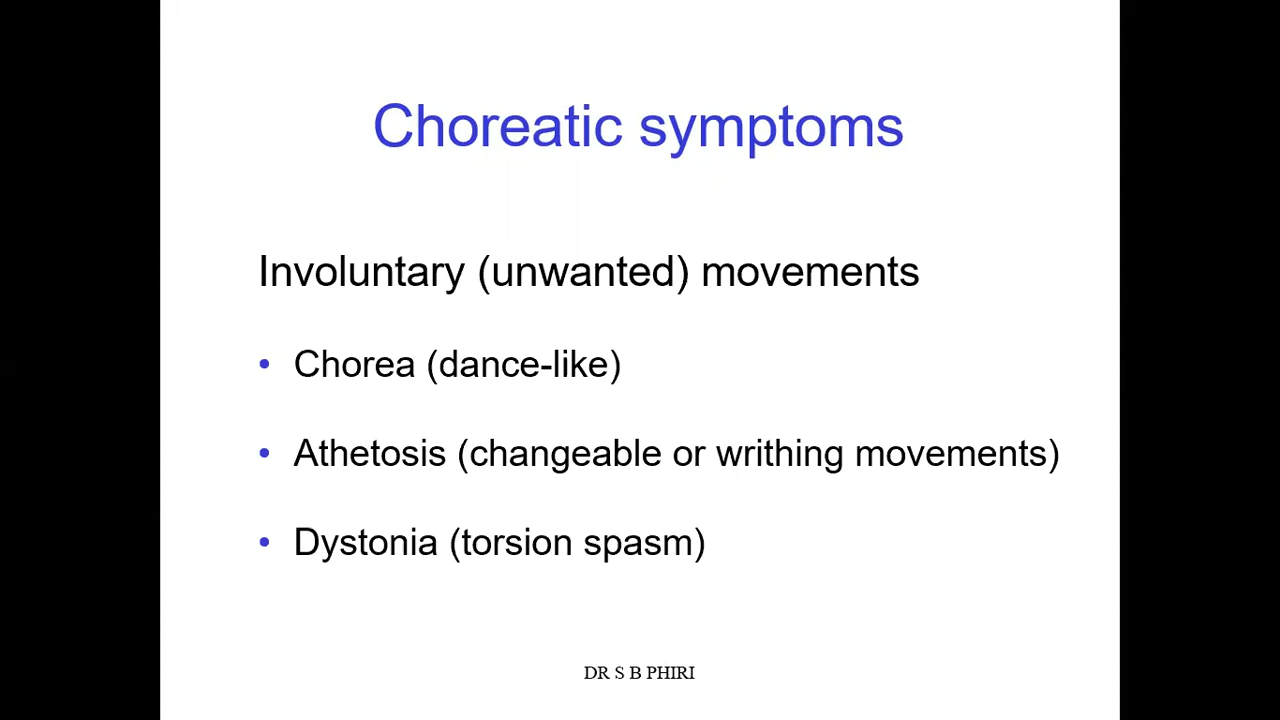 Choreatic symptoms
Involuntary (unwanted) movements
• Chorea (dance-like)
• Athetosis (changeable or writhing movements)
• Dystonia (torsion spasm)
DR S B PHIRI